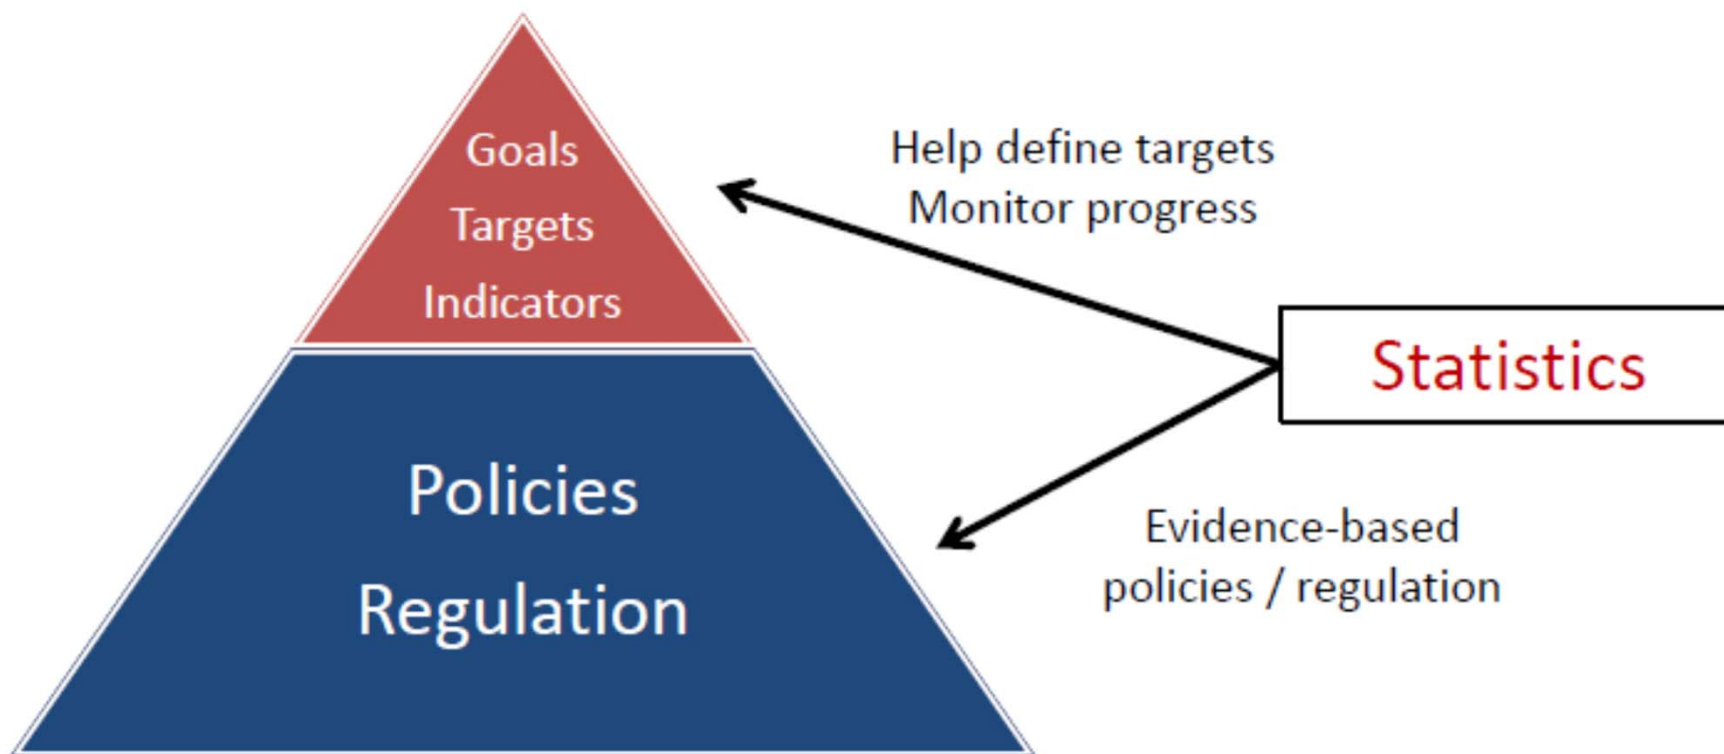 Goals
Targets
Indicators
Policies
Regulation
Help define targets
Monitor progress
Statistics
Evidence-based
policies / regulation